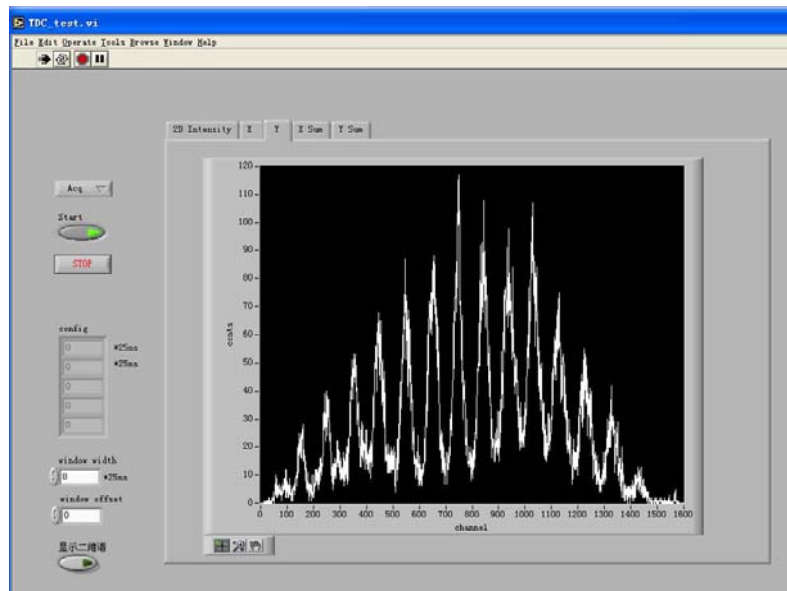 TDC_test.vi
File Edit Operate Tools Browse Window Help
2D Intensity X Y X Sum Y Sum
Acq
Start
STOP
config
0 *25ns
0 *25ns
0
0
0
window width
8 *25ns
window offset
0
显示二维谱
120
110
100
90
80
70
60
50
40
30
20
10
0
0 100 200 300 400 500 600 700 800 900 1000 1100 1200 1300 1400 1500 1600
channel